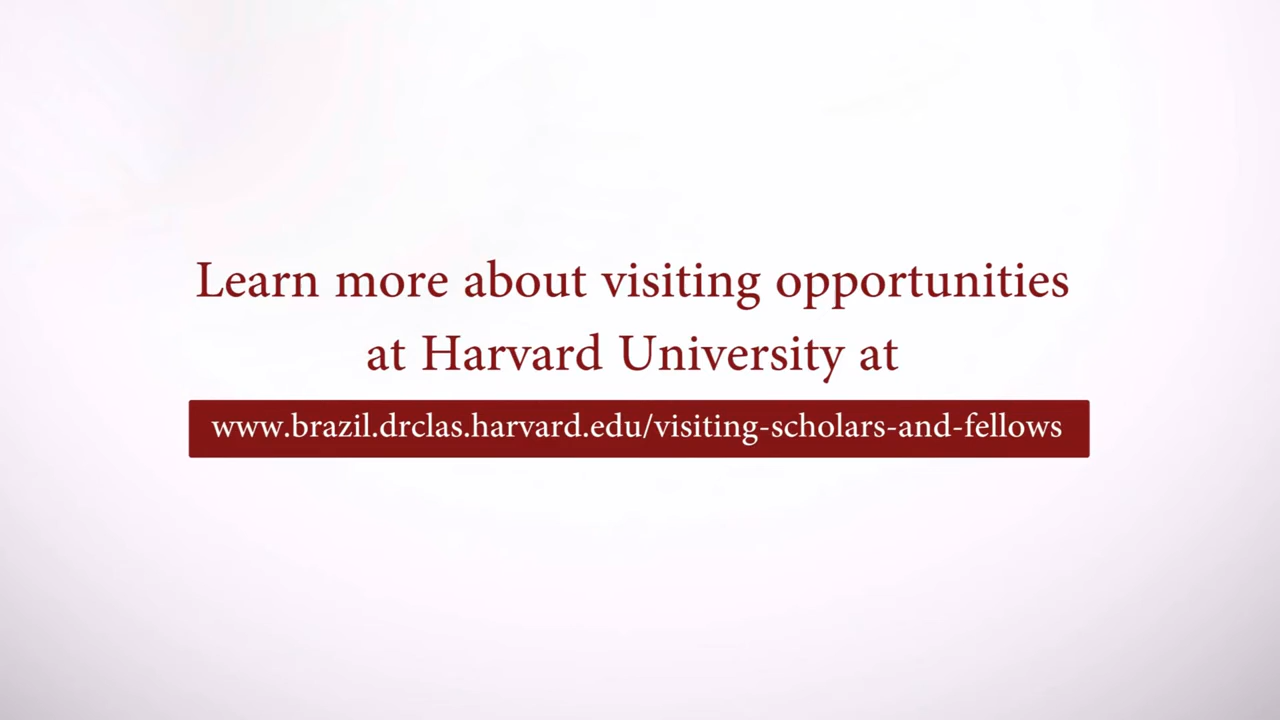 Learn more about visiting opportunities
at Harvard University at
www.brazil.drclas.harvard.edu/visiting-scholars-and-fellows